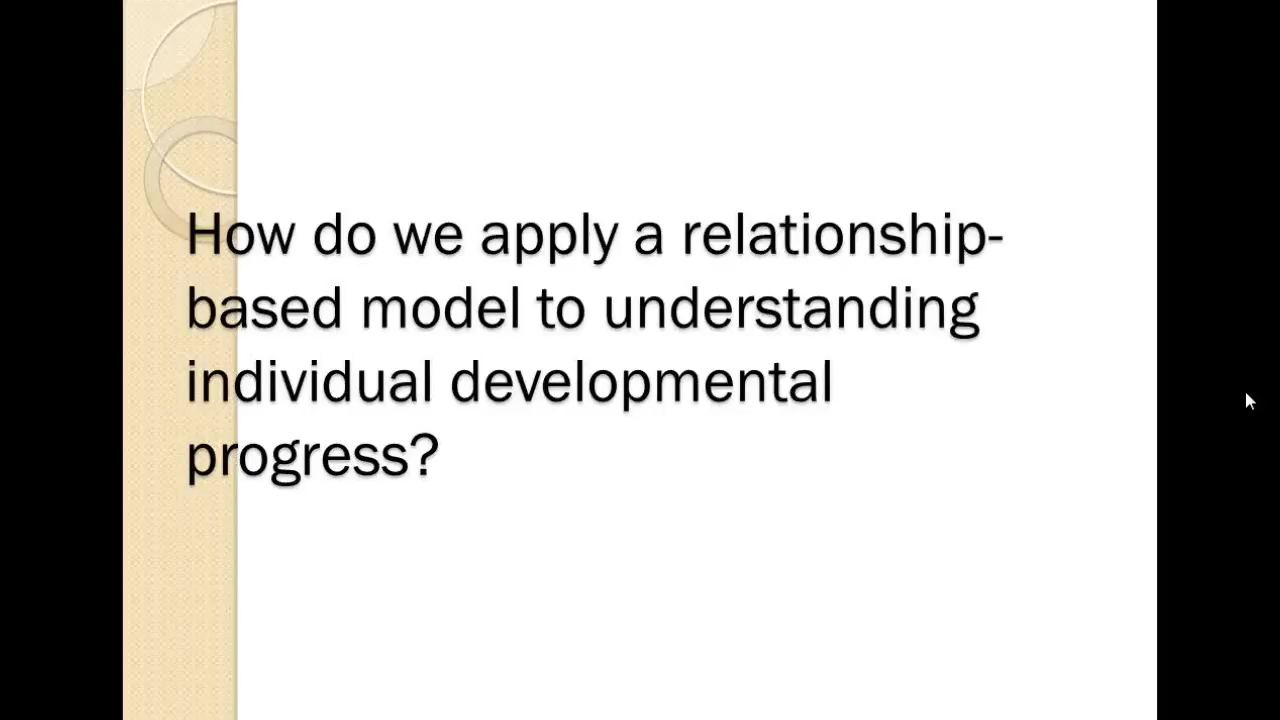 How do we apply a relationship-
based model to understanding
individual developmental
progress?